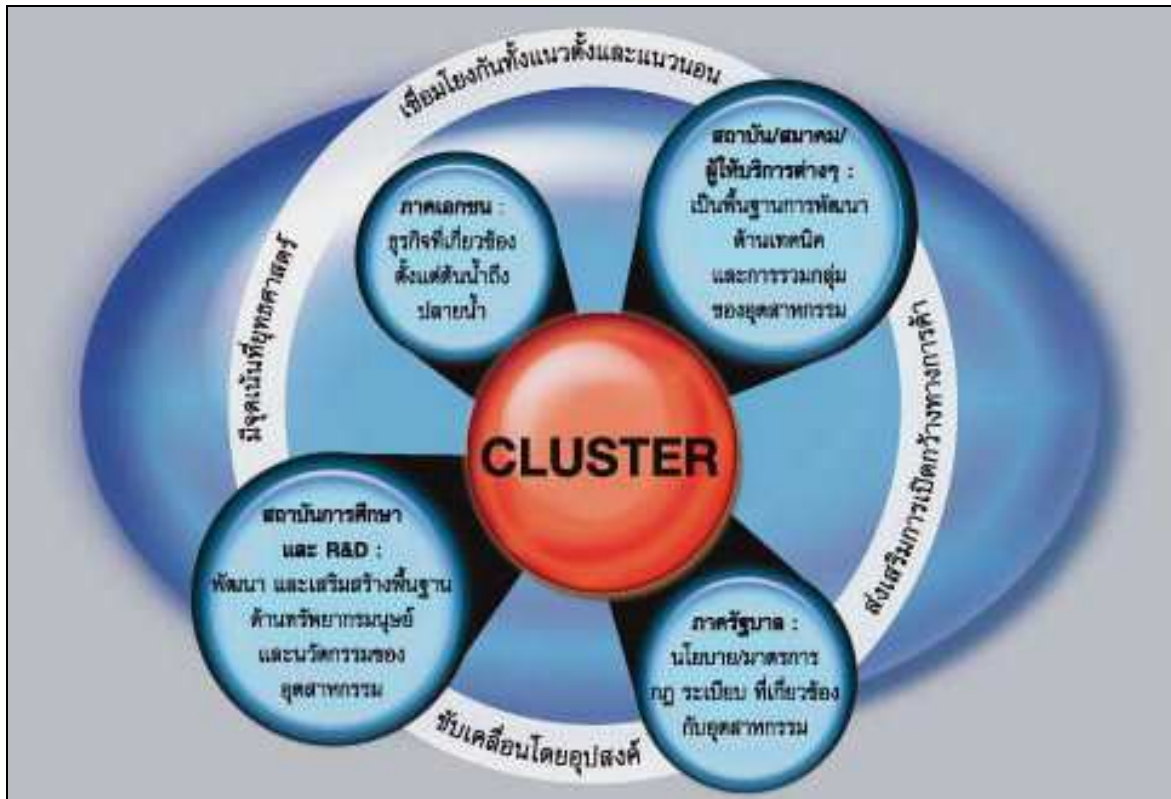 เชื่อมโยงกันทั้งแนวตั้งและแนวนอน
สถาบัน/สมาคม/
ผู้ให้บริการต่างๆ :
เป็นพื้นฐานการพัฒนา
ด้านเทคนิค
และการรวมกลุ่ม
ของอุตสาหกรรม
ภาคเอกชน :
ธุรกิจที่เกี่ยวข้อง
ตั้งแต่ต้นน้ำถึง
ปลายน้ำ
มีจุดเน้นที่ยุทธศาสตร์
ส่งเสริมการเปิดกว้างทางการค้า
CLUSTER
สถาบันการศึกษา
และ R&D :
พัฒนา และเสริมสร้างพื้นฐาน
ด้านทรัพยากรมนุษย์
และนวัตกรรมของ
อุตสาหกรรม
ภาครัฐบาล :
นโยบาย/มาตรการ
กฎ ระเบียบ ที่เกี่ยวข้อง
กับอุตสาหกรรม
ขับเคลื่อนโดยอุปสงค์